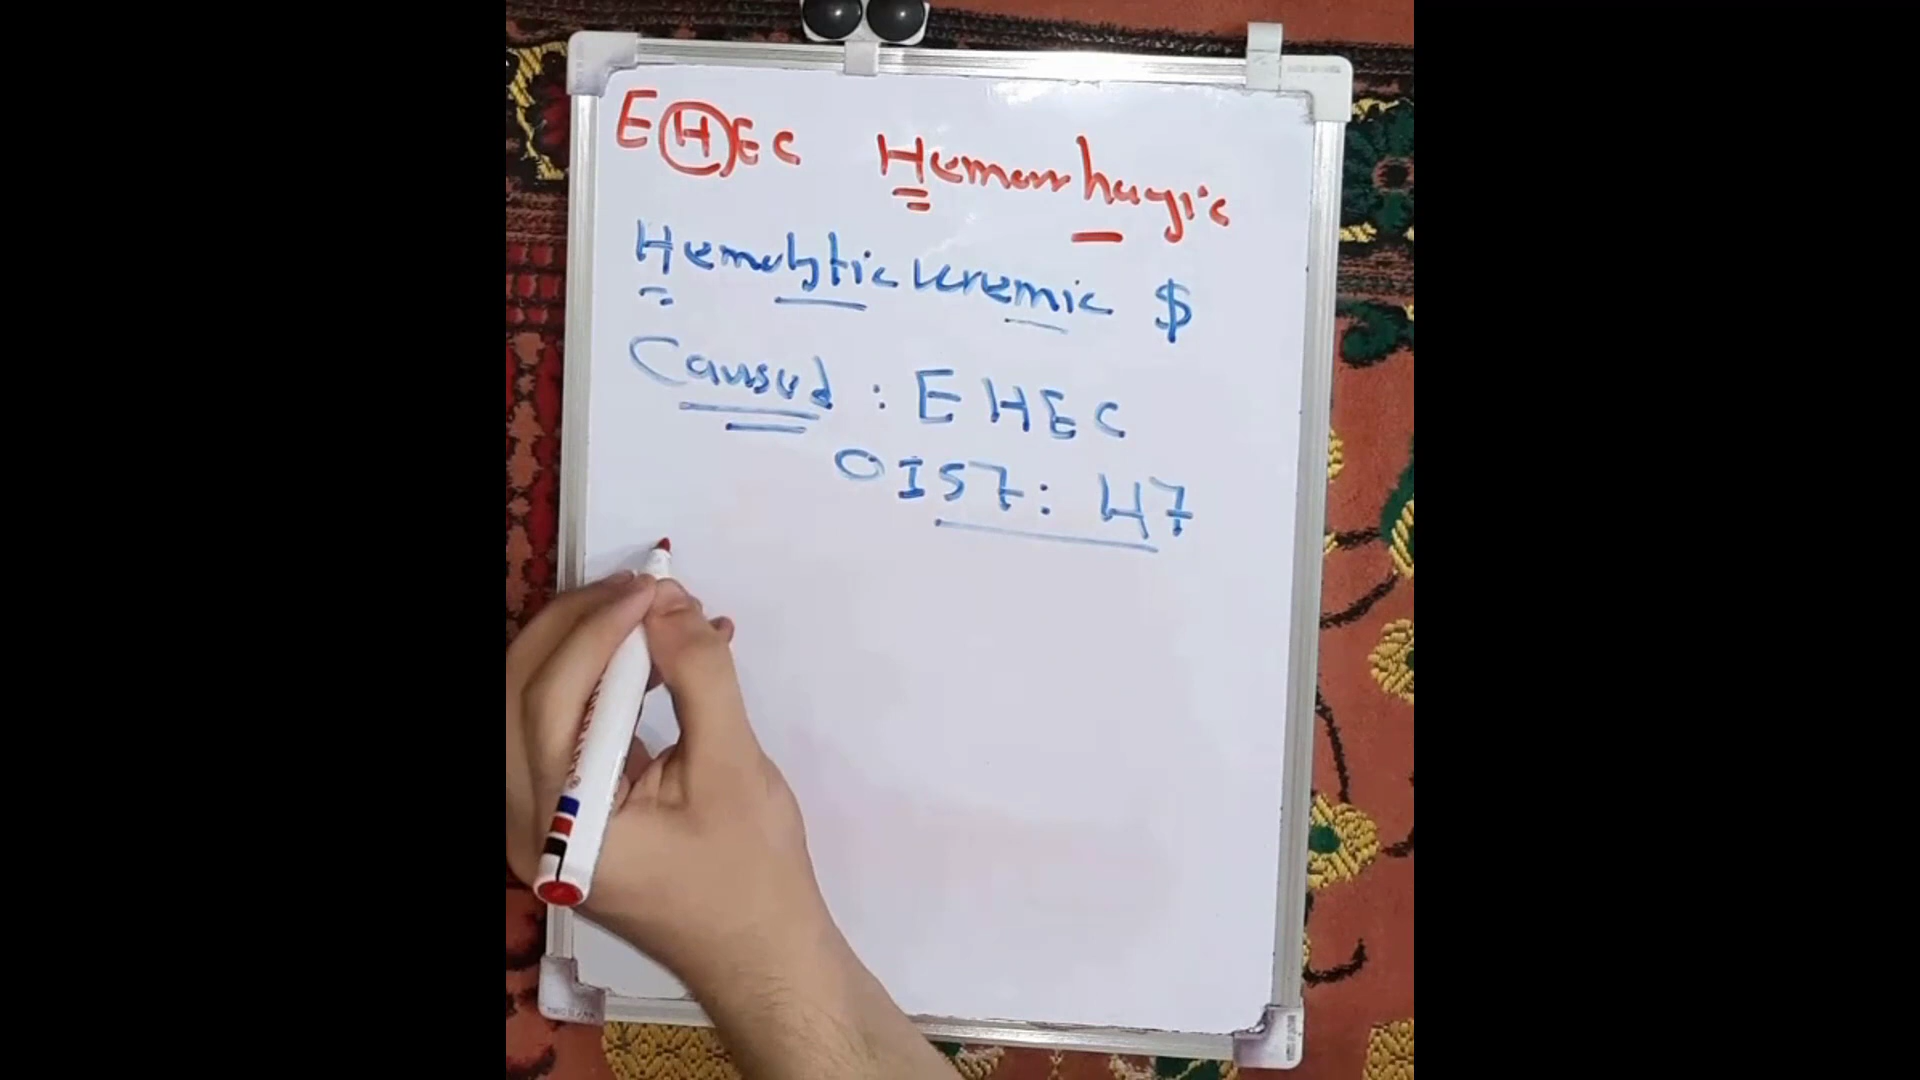 EHEC Hemorrhagic
Hemolytic uremic $
Caused : EHEC
O157: H7